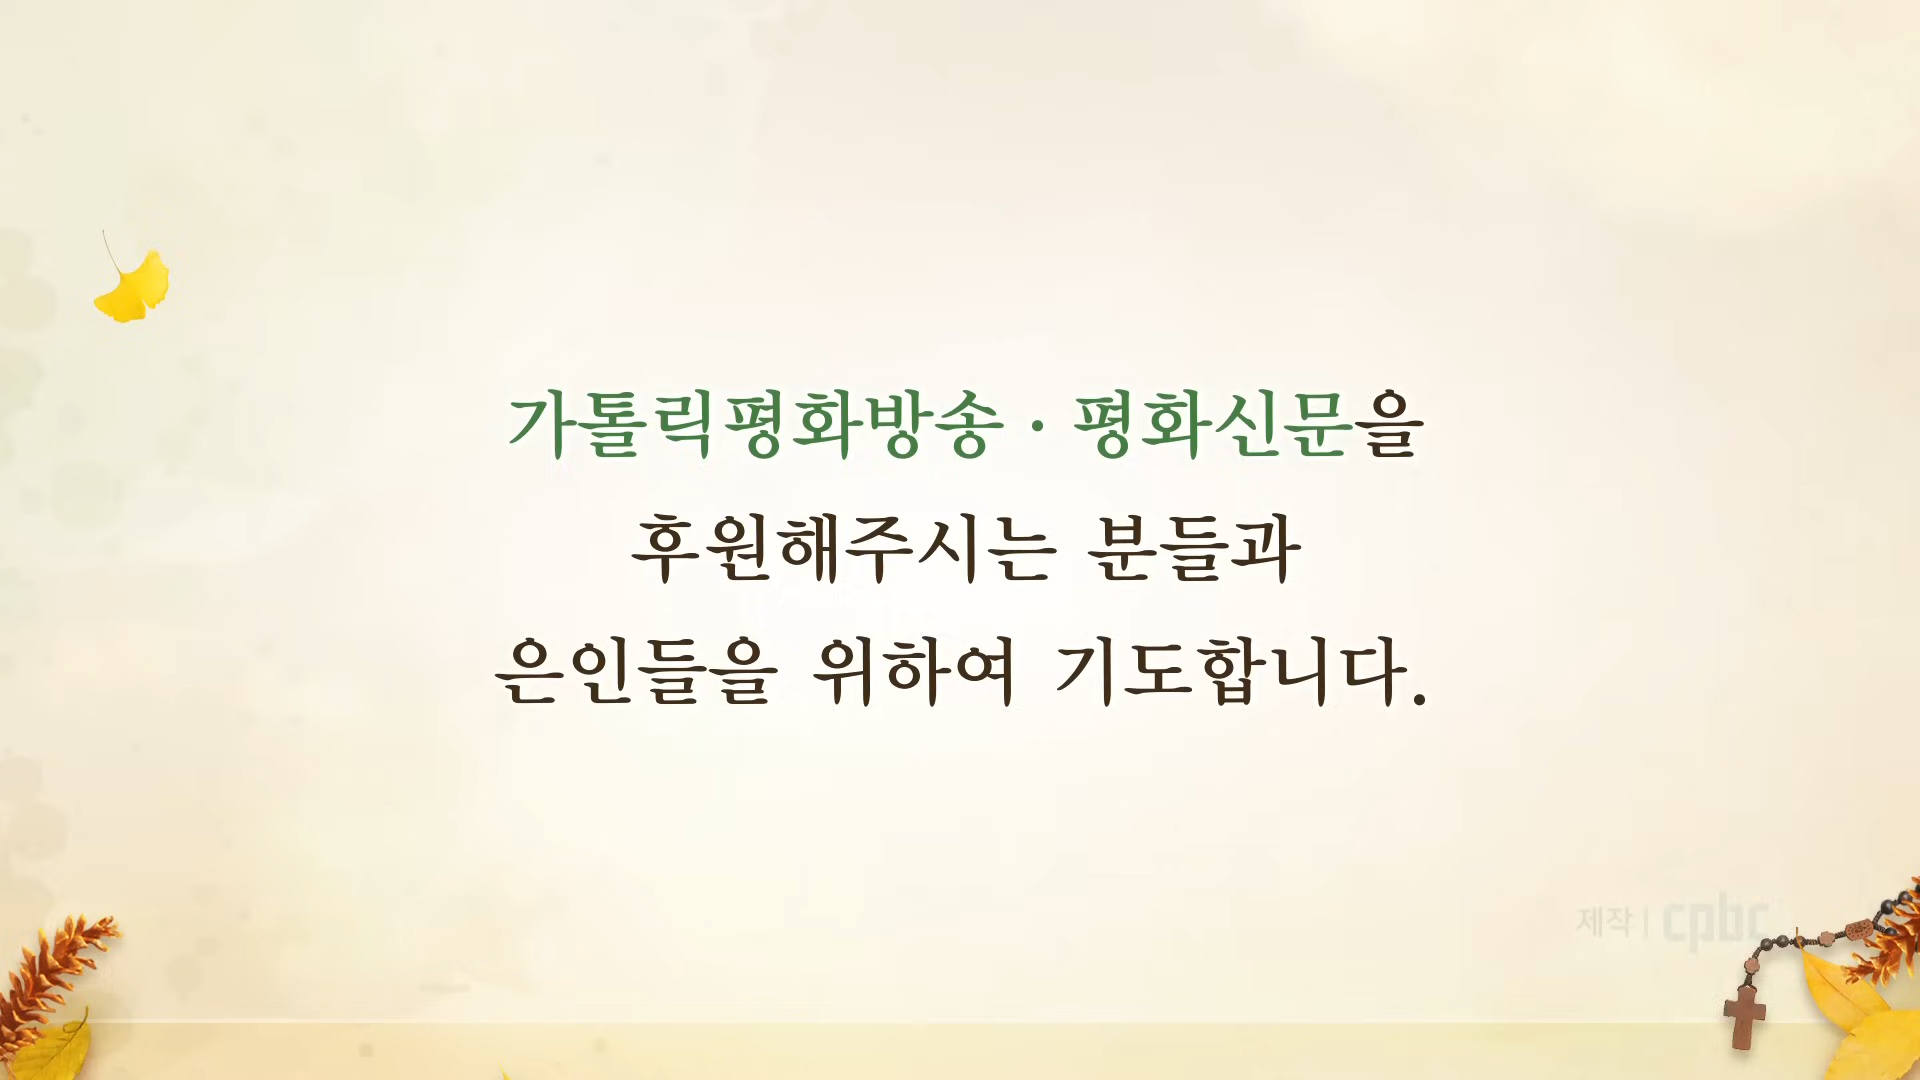 가톨릭평화방송 · 평화신문을
후원해주시는 분들과
은인들을 위하여 기도합니다.
제작 | cpbc